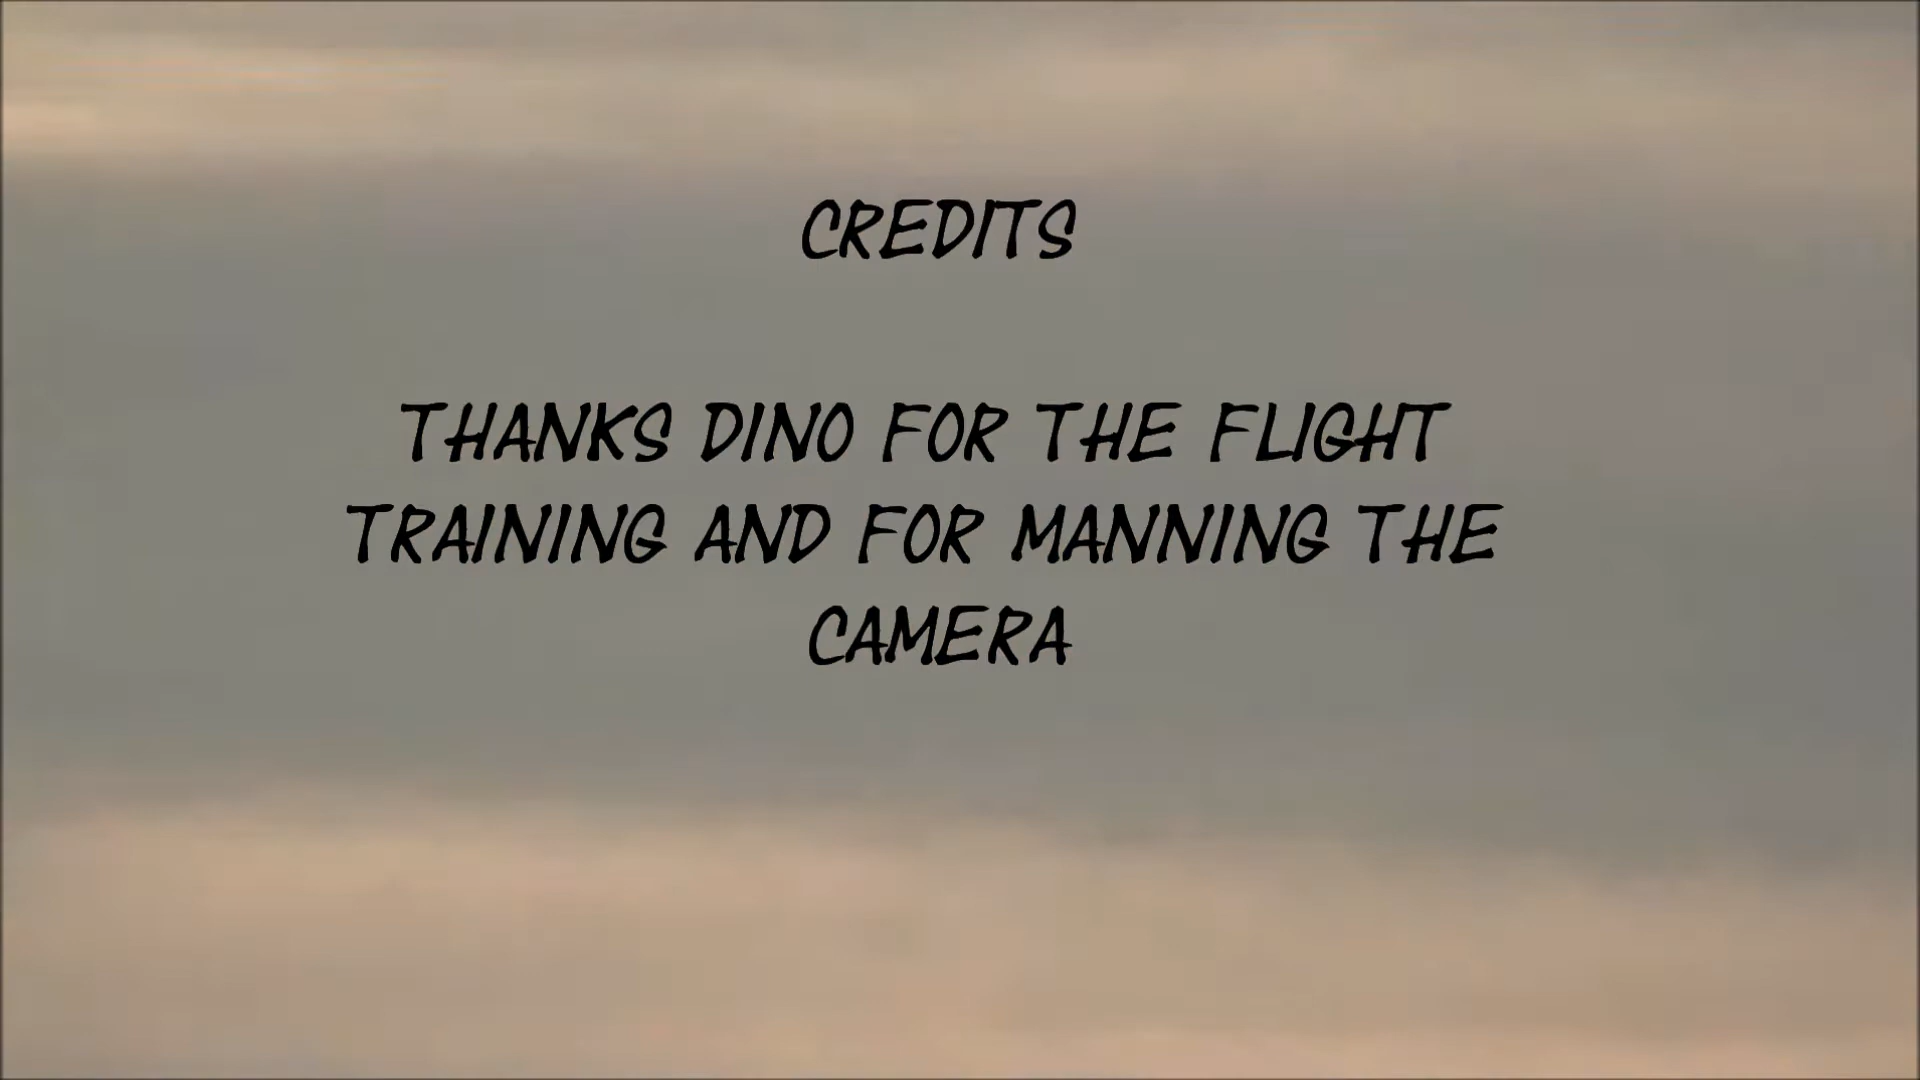 CREDITS
THANKS DINO FOR THE FLIGHT
TRAINING AND FOR MANNING THE
CAMERA